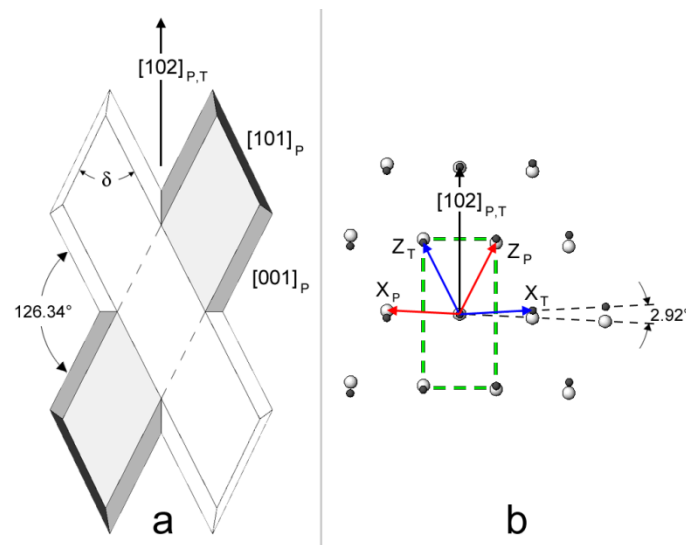 [102]P,T
[101]P
δ
[001]P
126.34°
a
[102]P,T
ZT
ZP
XP
XT
2.92°
b